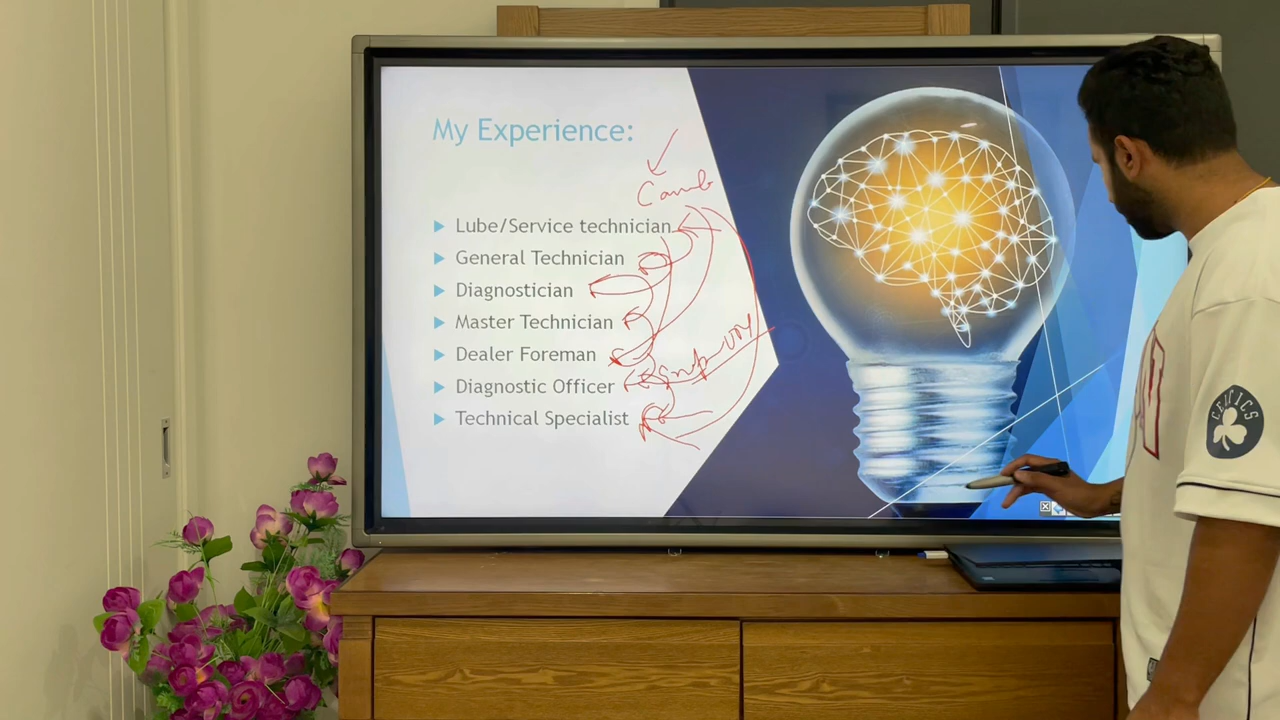 My Experience:
Lube/Service technician
General Technician
Diagnostician
Master Technician
Dealer Foreman
Diagnostic Officer
Technical Specialist
CELTICS